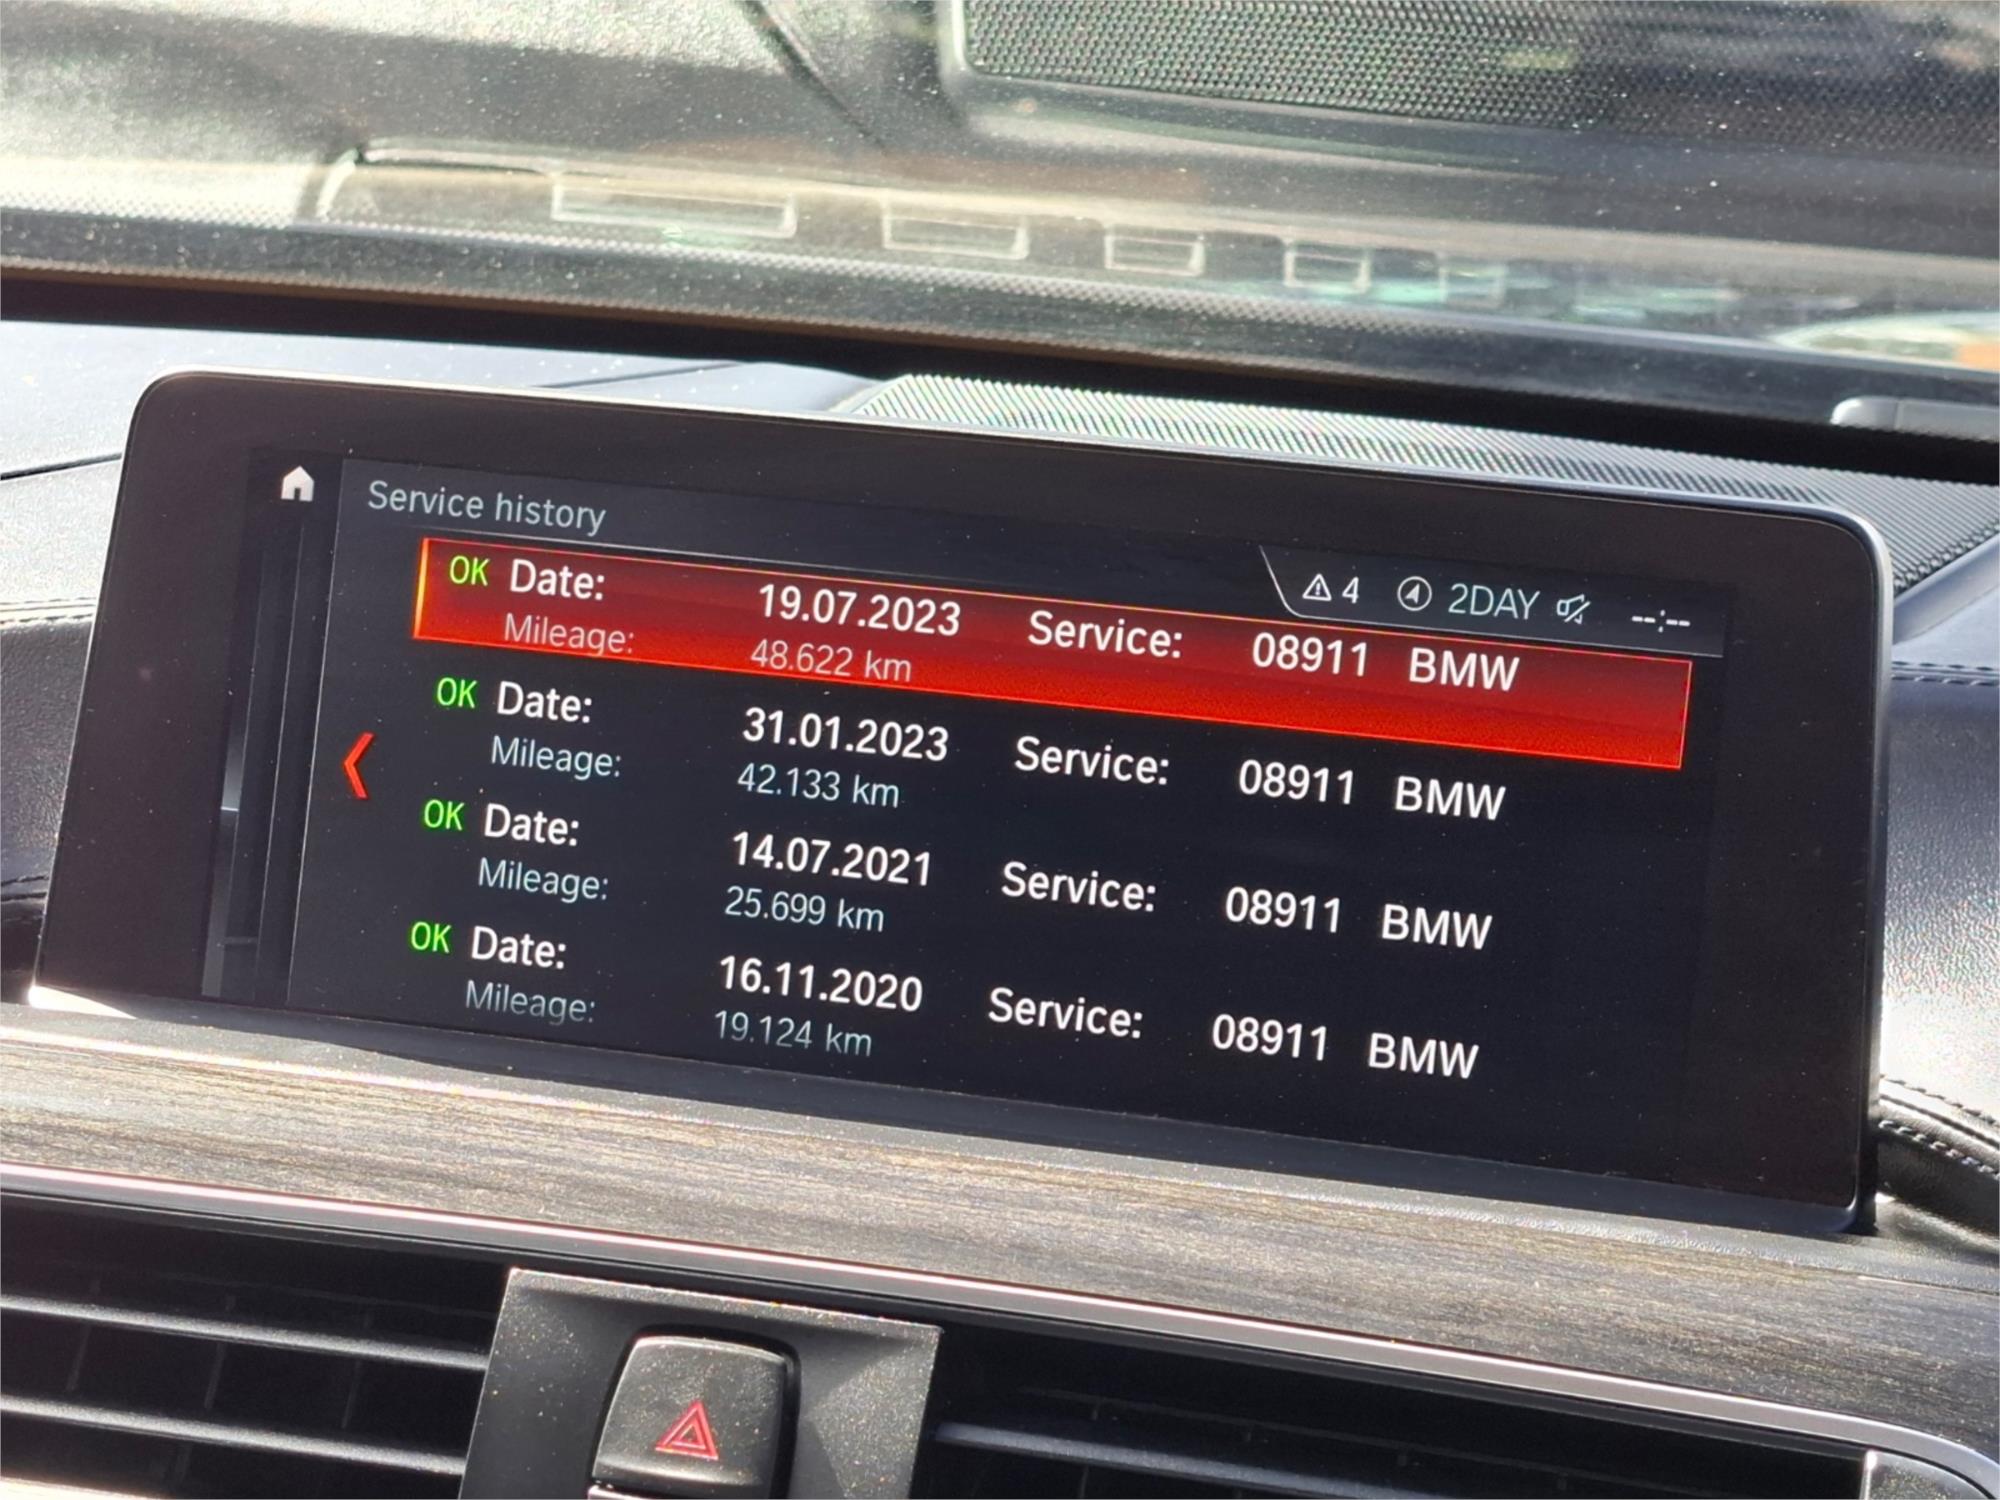 Service history
4 2DAY --:--
OK Date: 19.07.2023 Service: 08911 BMW
Mileage: 48.622 km
OK Date: 31.01.2023 Service: 08911 BMW
Mileage: 42.133 km
OK Date: 14.07.2021 Service: 08911 BMW
Mileage: 25.699 km
OK Date: 16.11.2020 Service: 08911 BMW
Mileage: 19.124 km